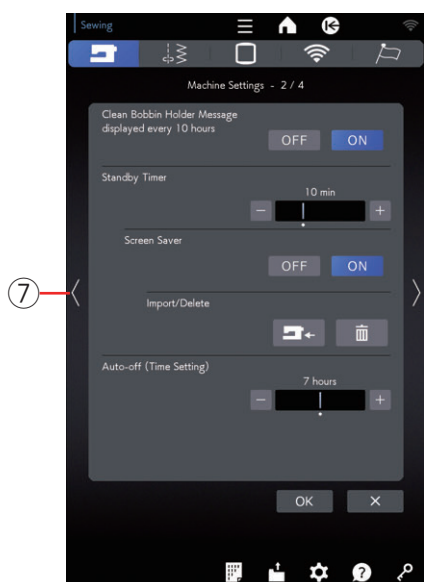 Sewing
Machine Settings - 2 / 4
Clean Bobbin Holder Message
displayed every 10 hours
OFF
ON
Standby Timer
10 min
− +
Screen Saver
OFF
ON
⑦
Import/Delete
Auto-off (Time Setting)
7 hours
− +
OK
×
?